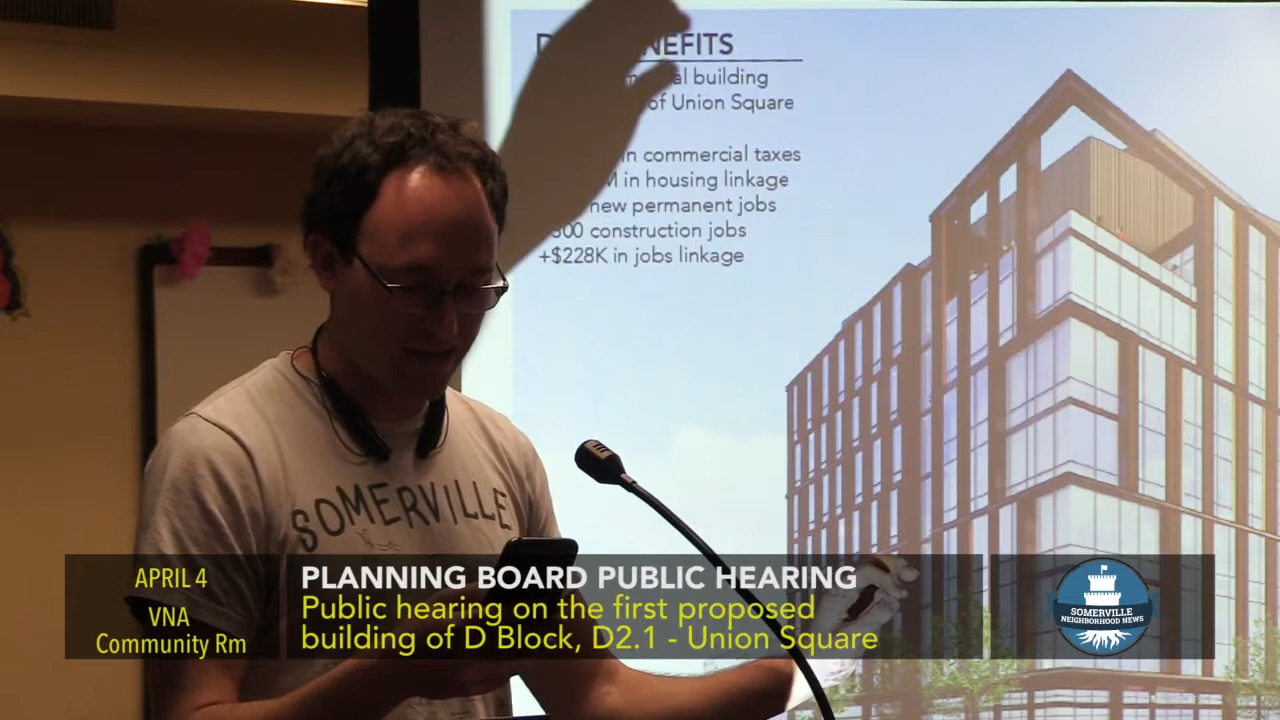 NEFITS
al building
of Union Square
in commercial taxes
M in housing linkage
new permanent jobs
300 construction jobs
+$228K in jobs linkage
SOMERVILLE
APRIL 4
VNA
Community Rm
PLANNING BOARD PUBLIC HEARING
Public hearing on the first proposed
building of D Block, D2.1 - Union Square
SOMERVILLE
NEIGHBORHOOD NEWS